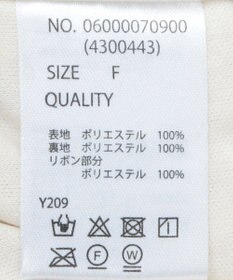 NO. 06000070900
(4300443)
SIZE F
QUALITY
表地 ポリエステル 100%
裏地 ポリエステル 100%
リボン部分
ポリエステル 100%
Y209
F W